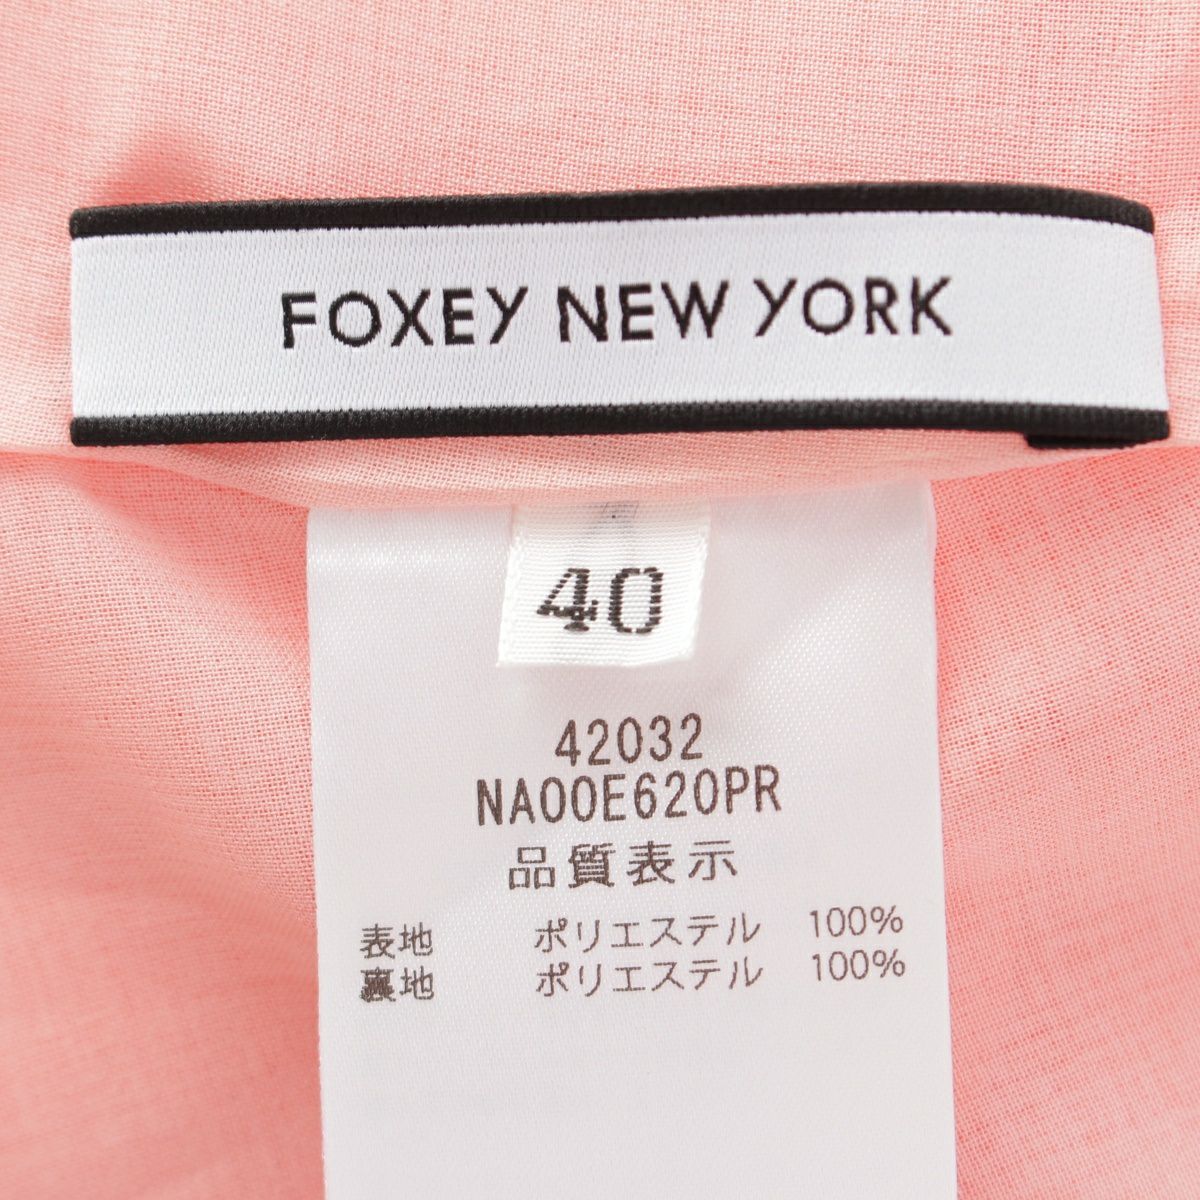 FOXEY NEW YORK
40
42032
NA00E620PR
品質表示
表地 ポリエステル 100%
裏地 ポリエステル 100%